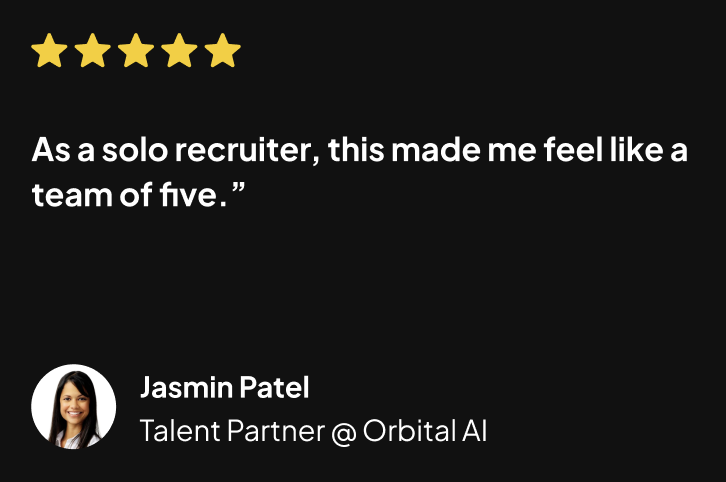 As a solo recruiter, this made me feel like a
team of five.”
Jasmin Patel
Talent Partner @ Orbital AI